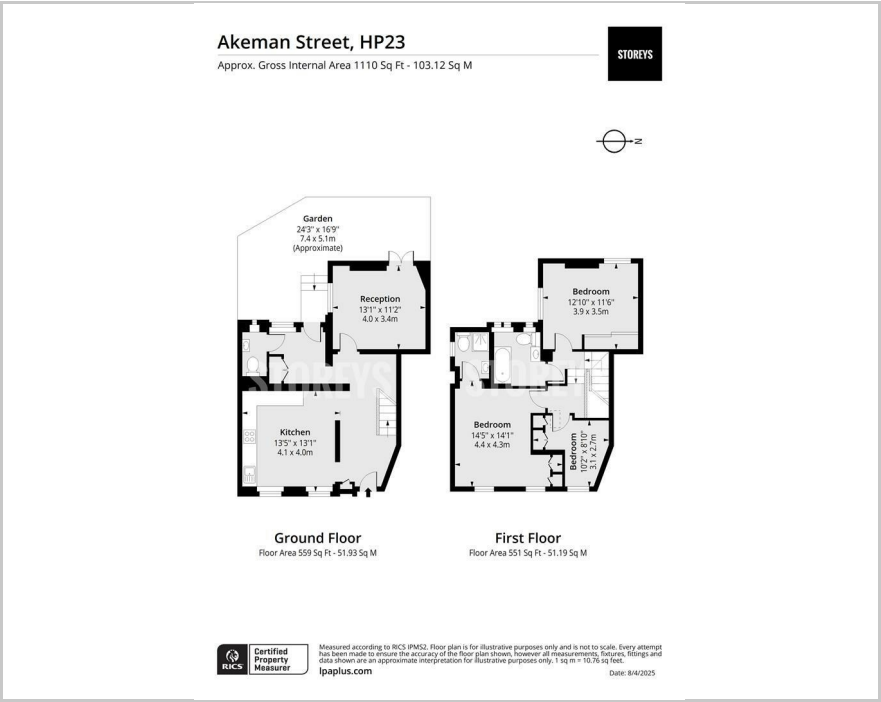 Akeman Street, HP23
Approx. Gross Internal Area 1110 Sq Ft - 103.12 Sq M
STOREYS
N
Garden
24'3" x 16'9"
7.4 x 5.1m
(Approximate)
Reception
13'1" x 11'2"
4.0 x 3.4m
Kitchen
13'5" x 13'1"
4.1 x 4.0m
STOREYS
Bedroom
12'10" x 11'6"
3.9 x 3.5m
Bedroom
14'5" x 14'1"
4.4 x 4.3m
Bedroom
10'2" x 8'10"
3.1 x 2.7m
STOREYS
Ground Floor
Floor Area 559 Sq Ft - 51.93 Sq M
First Floor
Floor Area 551 Sq Ft - 51.19 Sq M
RICS
Certified
Property
Measurer
Measured according to RICS IPMS2. Floor plan is for illustrative purposes only and is not to scale. Every attempt
has been made to ensure the accuracy of the floor plan shown, however all measurements, fixtures, fittings and
data shown are an approximate interpretation for illustrative purposes only. 1 sq m = 10.76 sq feet.
lpaplus.com
Date: 8/4/2025